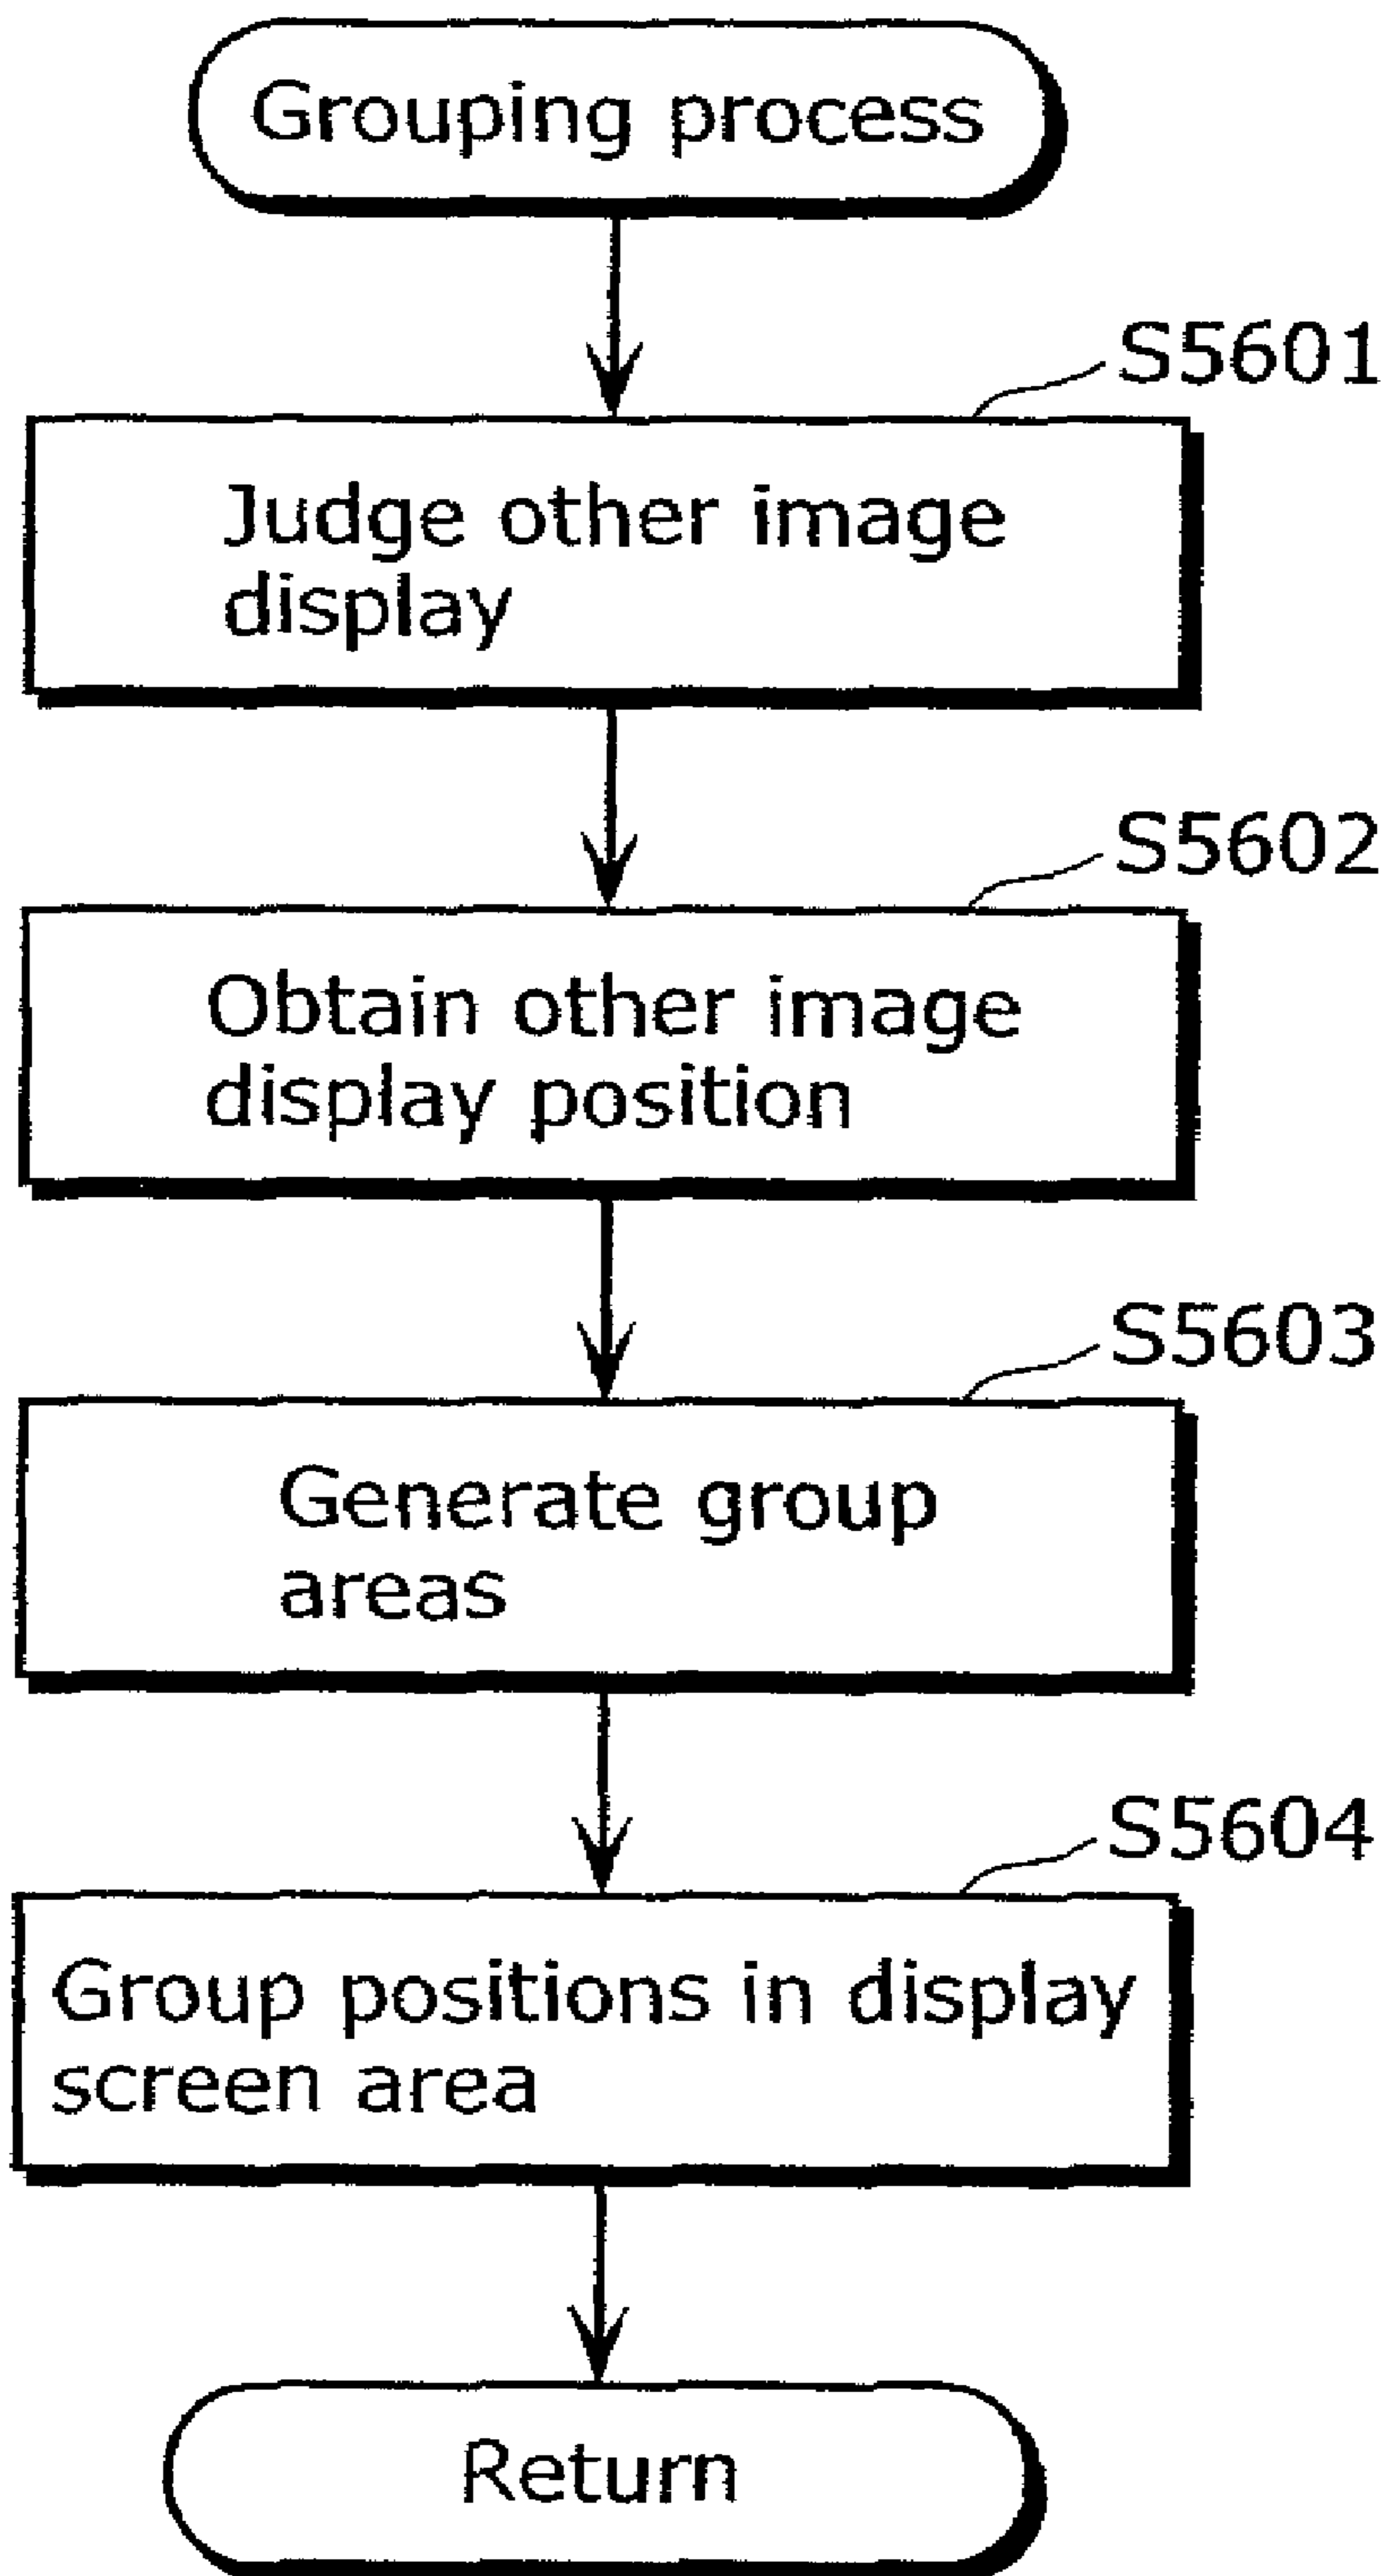 Grouping process
S5601
Judge other image
display
S5602
Obtain other image
display position
S5603
Generate group
areas
S5604
Group positions in display
screen area
Return